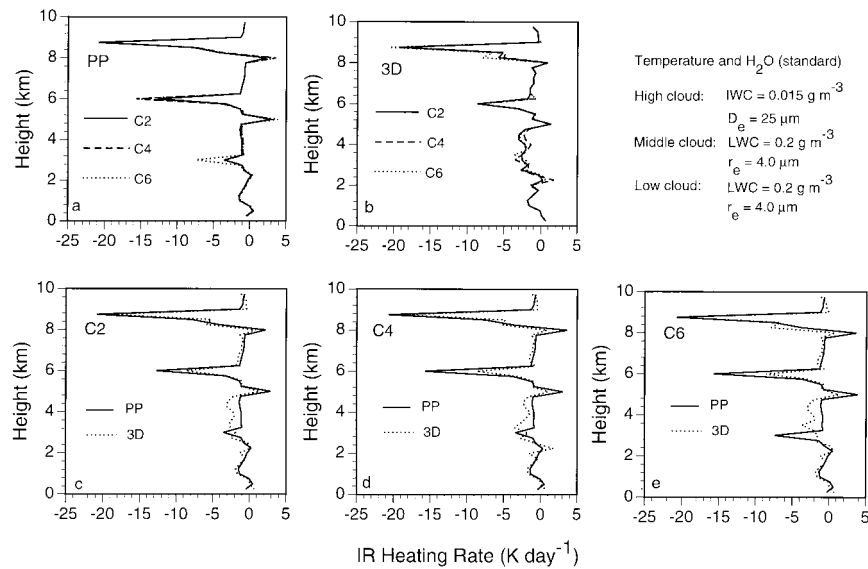 10
8
6
4
2
0
Height (km)
PP
C2
C4
C6
a
-25 -20 -15 -10 -5 0 5
10
8
6
4
2
0
Height (km)
3D
C2
C4
C6
b
-25 -20 -15 -10 -5 0 5
Temperature and H2O (standard)
High cloud: IWC = 0.015 g m-3
De = 25 µm
Middle cloud: LWC = 0.2 g m-3
re = 4.0 µm
Low cloud: LWC = 0.2 g m-3
re = 4.0 µm
10
8
6
4
2
0
Height (km)
C2
PP
3D
c
-25 -20 -15 -10 -5 0 5
10
8
6
4
2
0
Height (km)
C4
PP
3D
d
-25 -20 -15 -10 -5 0 5
10
8
6
4
2
0
Height (km)
C6
PP
3D
e
-25 -20 -15 -10 -5 0 5
IR Heating Rate (K day-1)